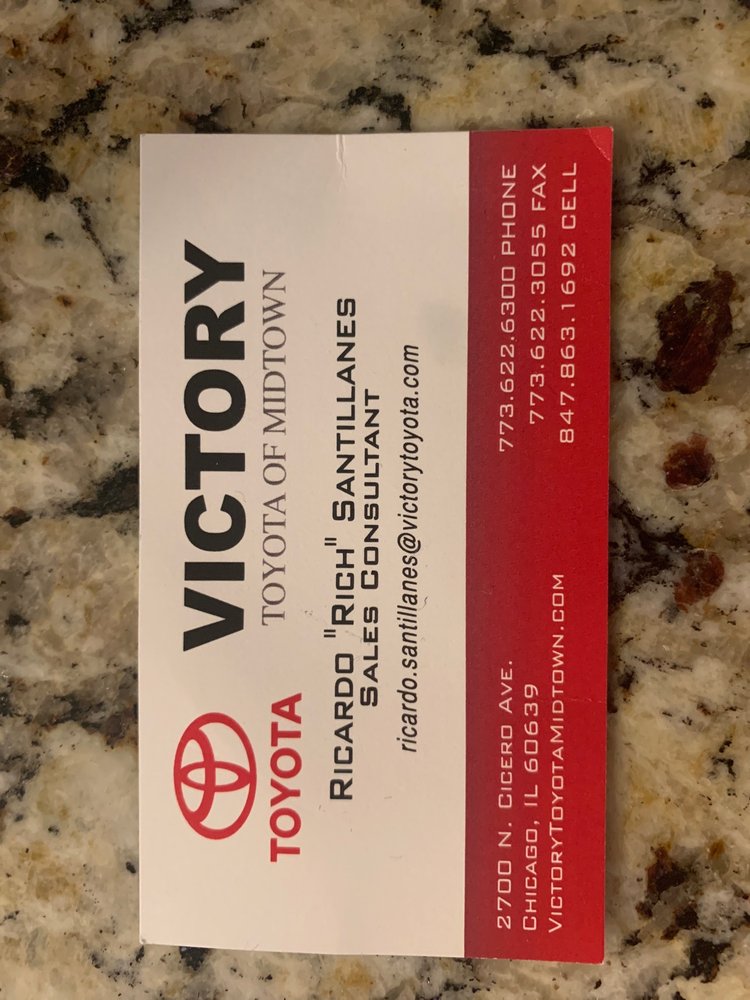 TOYOTA
VICTORY
TOYOTA OF MIDTOWN
RICARDO "RICH" SANTILLANES
SALES CONSULTANT
ricardo.santillanes@victorytoyota.com
2700 N. CICERO AVE.
CHICAGO, IL 60639
VICTORYTOYOTAMIDTOWN.COM
773.622.6300 PHONE
773.622.3055 FAX
847.863.1692 CELL